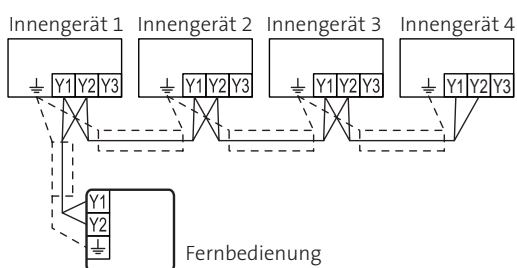 Innengerät 1 Innengerät 2 Innengerät 3 Innengerät 4
Y1 Y2 Y3 Y1 Y2 Y3 Y1 Y2 Y3 Y1 Y2 Y3
Y1
Y2
Fernbedienung